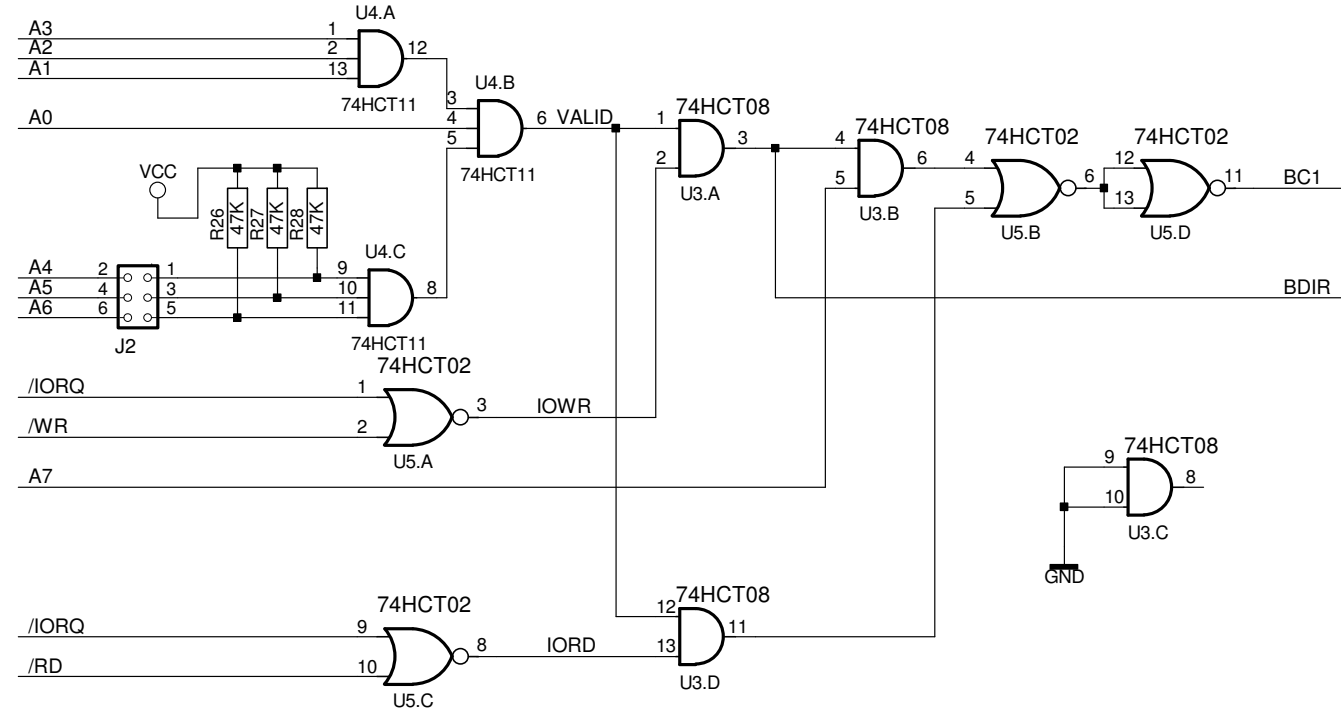 U4.A
A3 1
A2 2 12
A1 13
74HCT11
U4.B
3
A0 4 6 VALID
5
74HCT11
74HCT08
1
2 3
U3.A
74HCT08
4
5 6
U3.B
74HCT02
4
5 6
U5.B
74HCT02
12
13 11 BC1
U5.D
BDIR
VCC
R26 47K R27 47K R28 47K
U4.C
A4 2 1 9
A5 4 3 10 8
A6 6 5 11
J2
74HCT11
74HCT02
/IORQ 1
3 IOWR
/WR 2
U5.A
A7
74HCT08
9
10 8
U3.C
GND
74HCT02
/IORQ 9
8 IORD
/RD 10
U5.C
74HCT08
12
13 11
U3.D